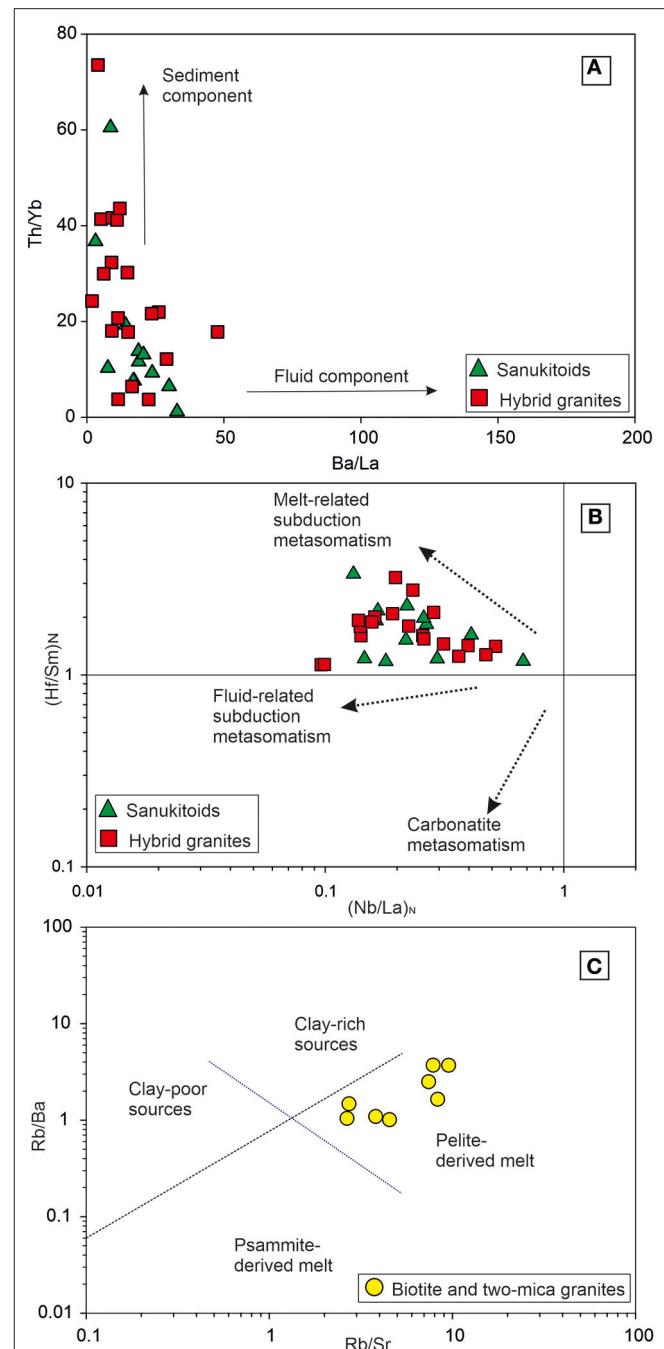 80
60
40
20
0
Th/Yb
Sediment
component
A
Fluid component
Sanukitoids
Hybrid granites
0
50
100
150
200
Ba/La
10
1
0.1
(Hf/Sm)N
Melt-related
subduction
metasomatism
B
Fluid-related
subduction
metasomatism
Carbonatite
metasomatism
Sanukitoids
Hybrid granites
0.01
0.1
1
(Nb/La)N
100
10
1
0.1
0.01
Rb/Ba
C
Clay-rich
sources
Clay-poor
sources
Pelite-
derived melt
Psammite-
derived melt
Biotite and two-mica granites
0.1
1
10
100
Rb/Sr